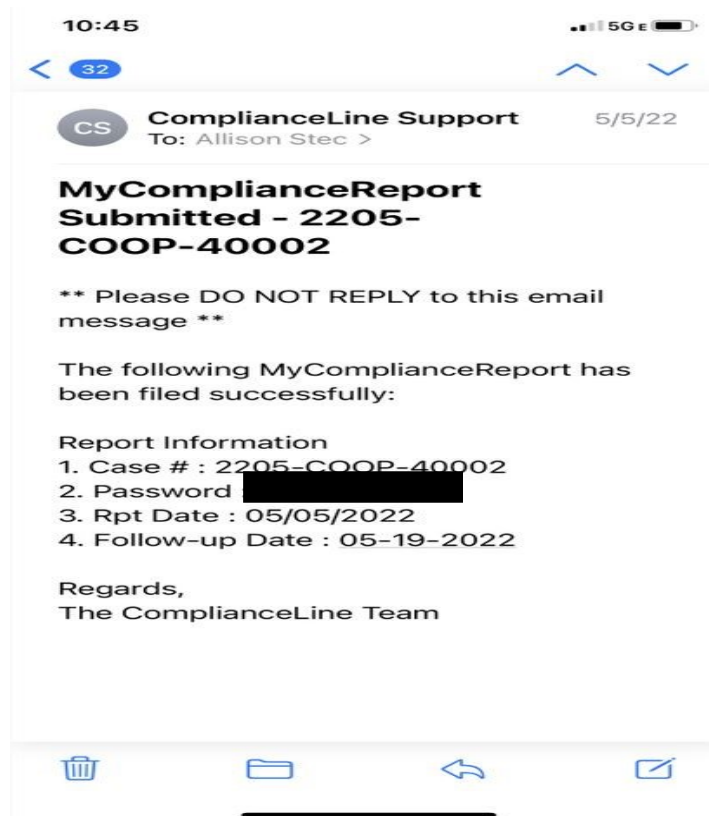 10:45
5G E
32
CS
ComplianceLine Support
5/5/22
To: Allison Stec >
MyComplianceReport
Submitted - 2205-
COOP-40002
** Please DO NOT REPLY to this email
message **
The following MyComplianceReport has
been filed successfully:
Report Information
1. Case # : 2205-COOP-40002
2. Password :
3. Rpt Date : 05/05/2022
4. Follow-up Date : 05-19-2022
Regards,
The ComplianceLine Team